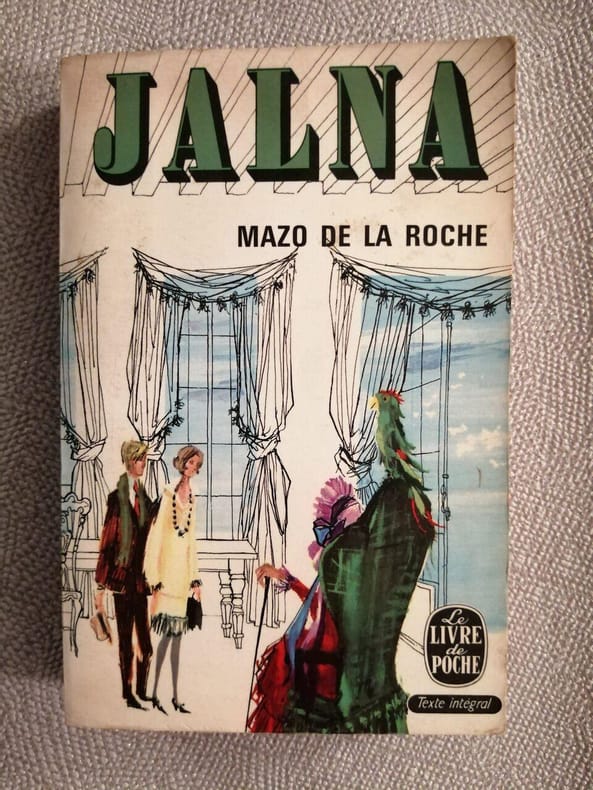 JALNA
MAZO DE LA ROCHE
Le
LIVRE
de
POCHE
Texte intégral